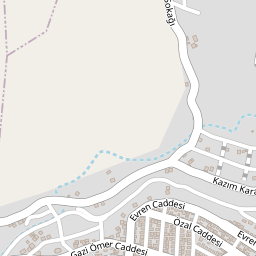 Sokağı
Kazım Kara
Evren Caddesi
Özal Caddesi
Evren
Gazi Ömer Caddesi